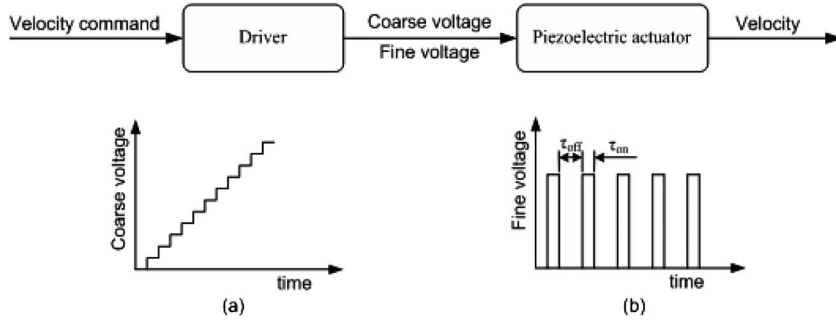 Velocity command
Driver
Coarse voltage
Fine voltage
Piezoelectric actuator
Velocity
Coarse voltage
time
(a)
Fine voltage
τoff
τon
time
(b)